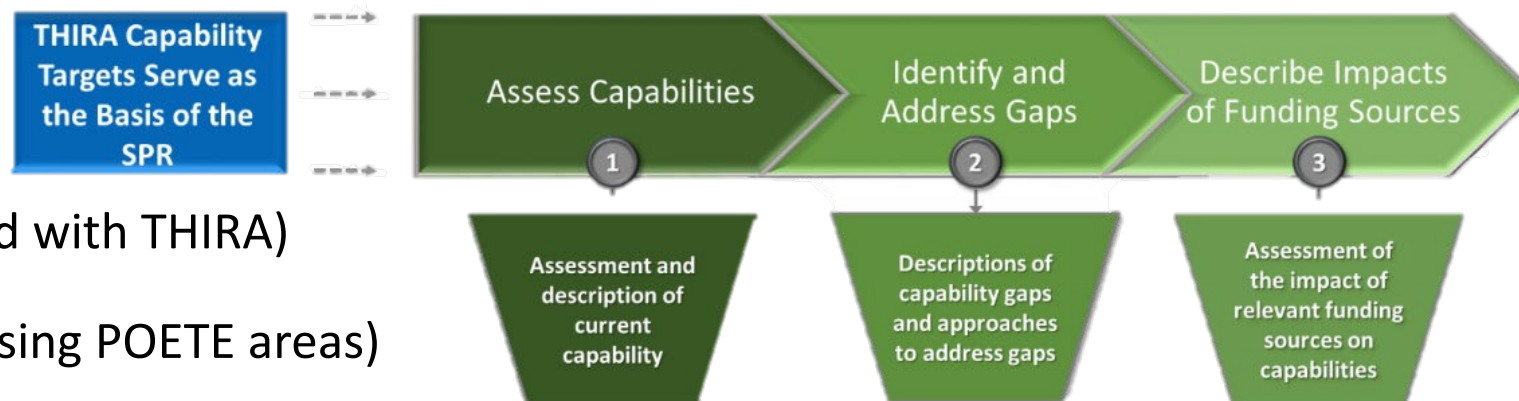 THIRA Capability
Targets Serve as
the Basis of the
SPR
Assess Capabilities
Identify and
Address Gaps
Describe Impacts
of Funding Sources
1
2
3
Assessment and
description of
current
capability
Descriptions of
capability gaps
and approaches
to address gaps
Assessment of
the impact of
relevant funding
sources on
capabilities
with THIRA)
POETE areas)